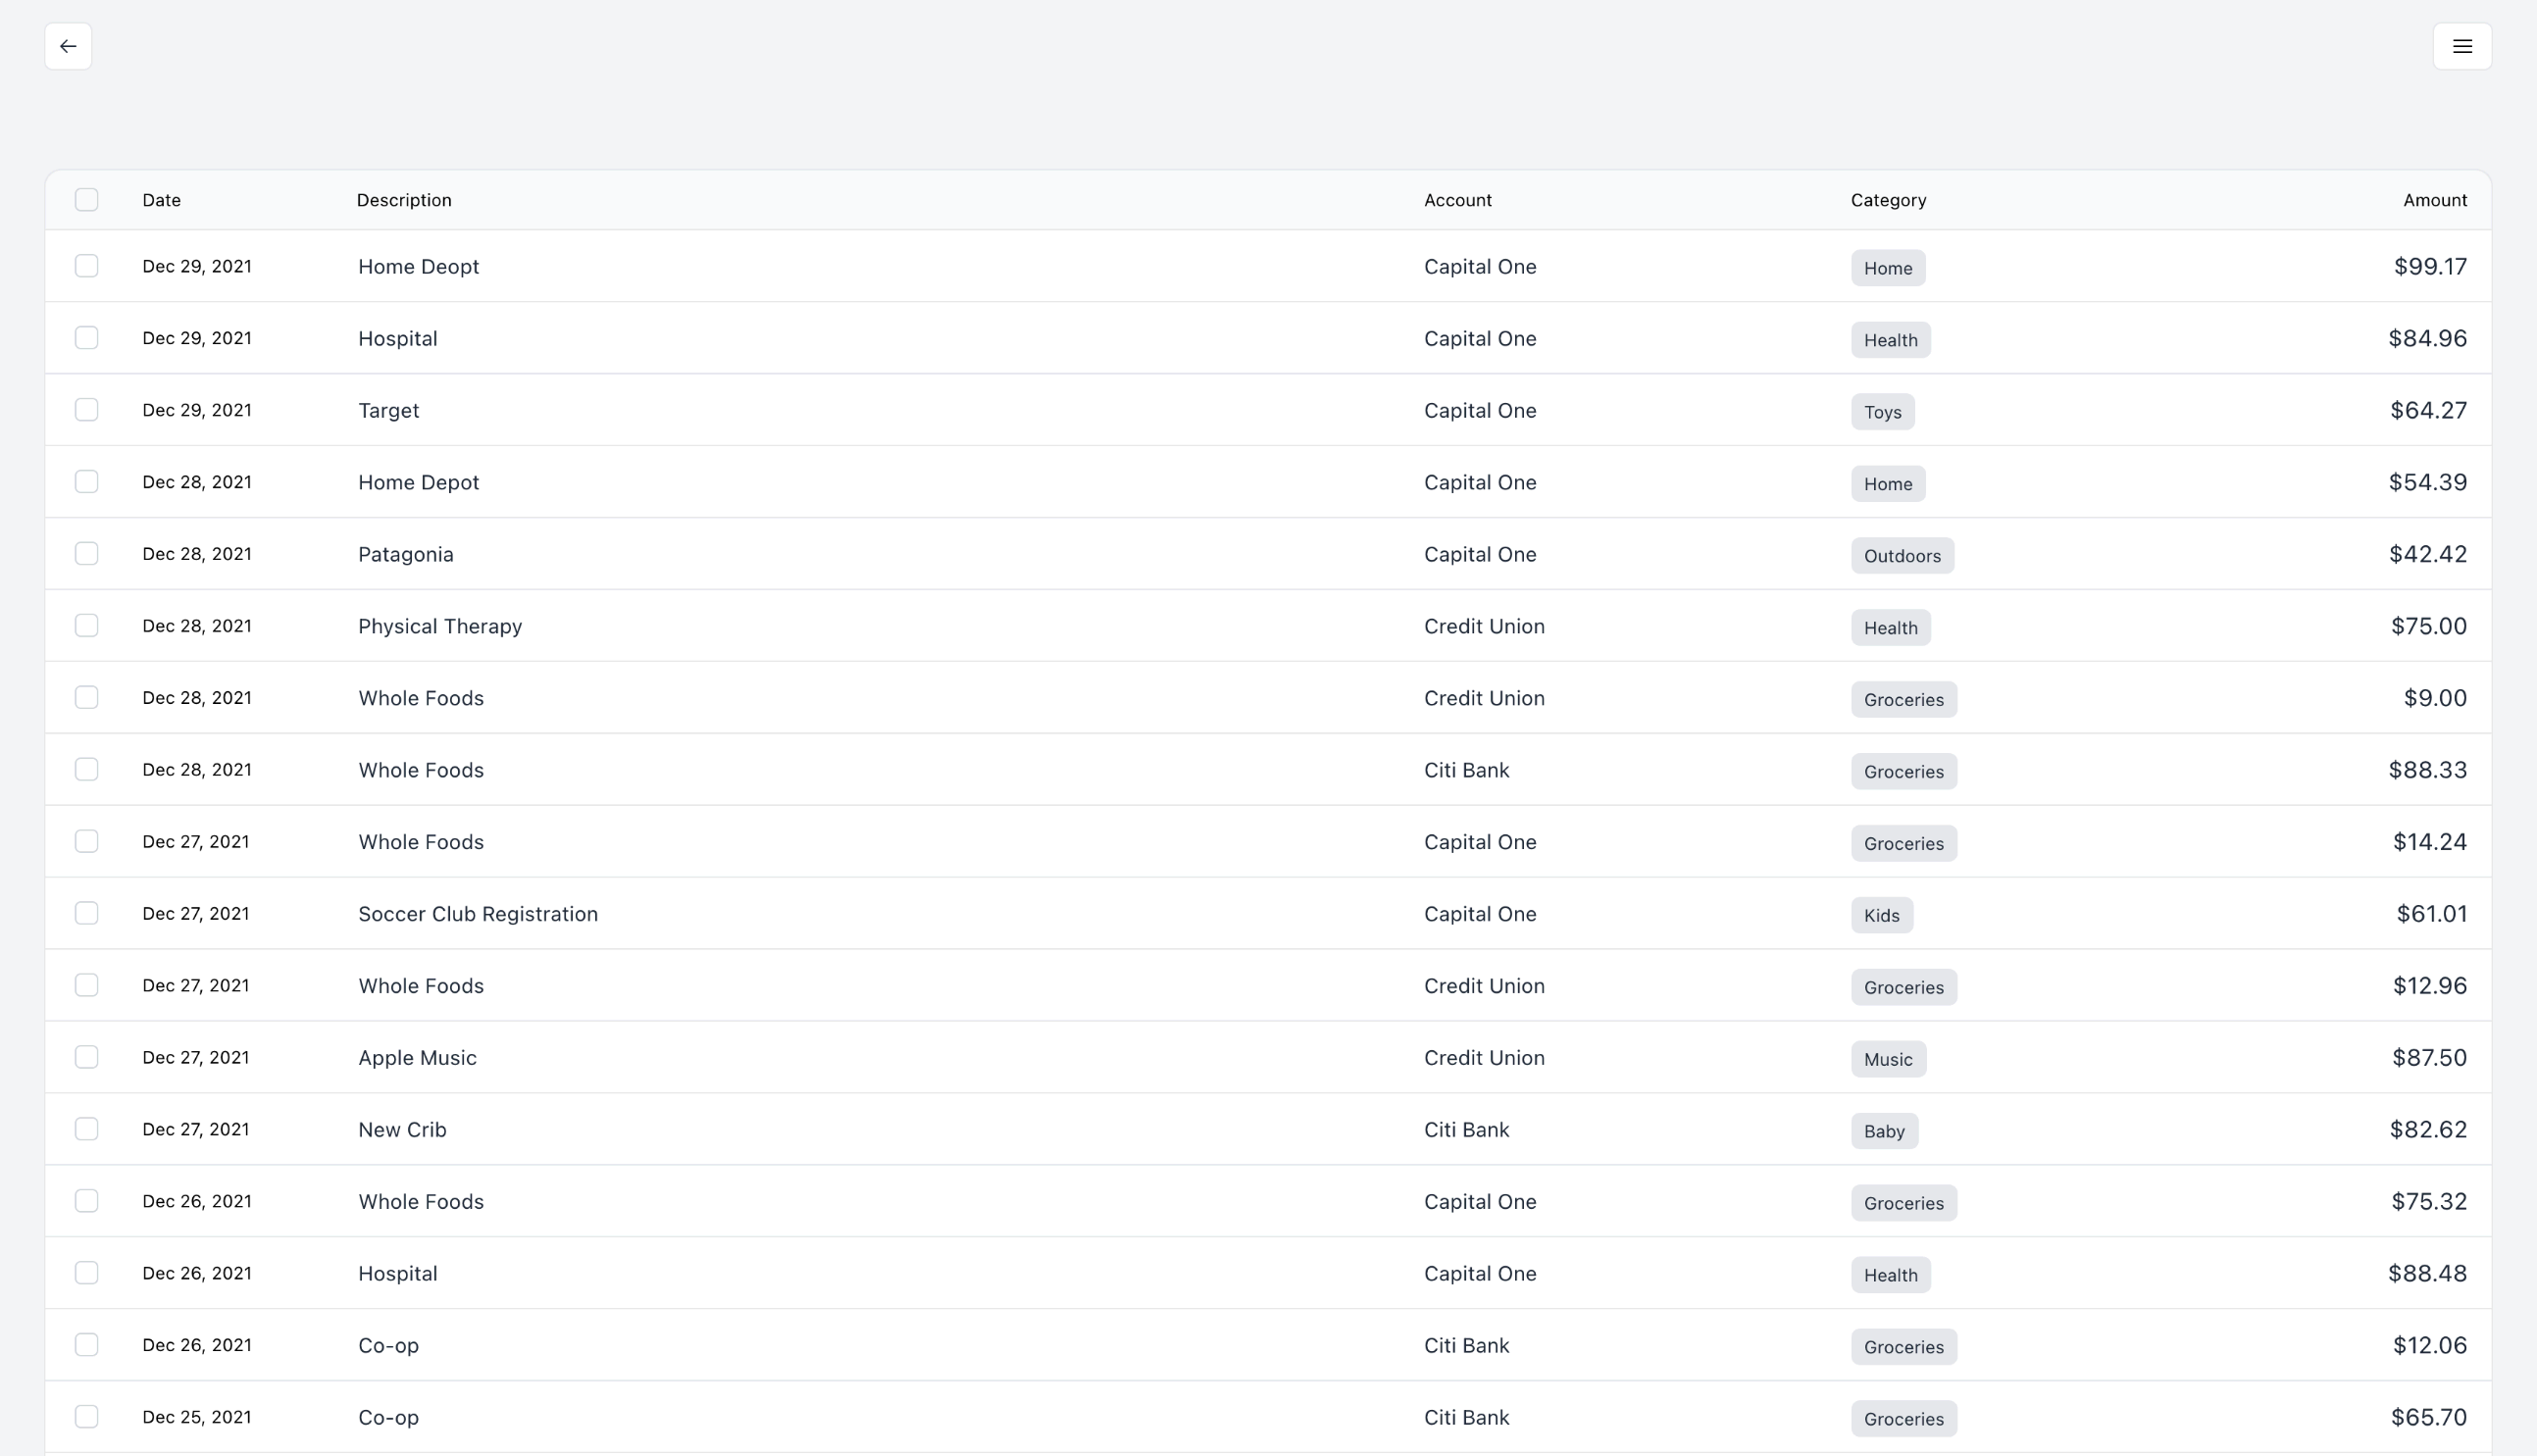 Date Description Account Category Amount
Dec 29, 2021 Home Deopt Capital One Home $99.17
Dec 29, 2021 Hospital Capital One Health $84.96
Dec 29, 2021 Target Capital One Toys $64.27
Dec 28, 2021 Home Depot Capital One Home $54.39
Dec 28, 2021 Patagonia Capital One Outdoors $42.42
Dec 28, 2021 Physical Therapy Credit Union Health $75.00
Dec 28, 2021 Whole Foods Credit Union Groceries $9.00
Dec 28, 2021 Whole Foods Citi Bank Groceries $88.33
Dec 27, 2021 Whole Foods Capital One Groceries $14.24
Dec 27, 2021 Soccer Club Registration Capital One Kids $61.01
Dec 27, 2021 Whole Foods Credit Union Groceries $12.96
Dec 27, 2021 Apple Music Credit Union Music $87.50
Dec 27, 2021 New Crib Citi Bank Baby $82.62
Dec 26, 2021 Whole Foods Capital One Groceries $75.32
Dec 26, 2021 Hospital Capital One Health $88.48
Dec 26, 2021 Co-op Citi Bank Groceries $12.06
Dec 25, 2021 Co-op Citi Bank Groceries $65.70